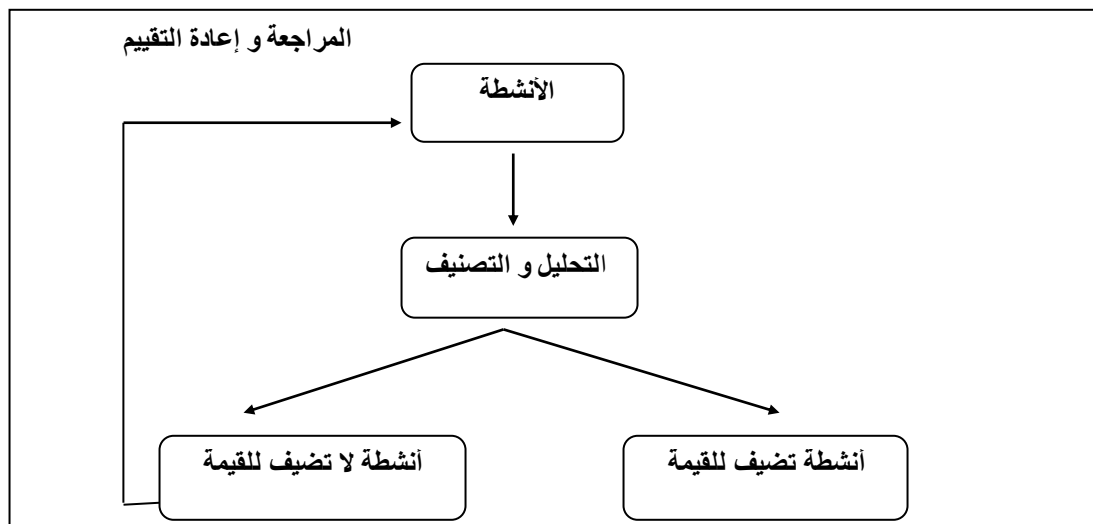 المراجعة و إعادة التقييم
الأنشطة
التحليل و التصنيف
أنشطة تضيف للقيمة
أنشطة لا تضيف للقيمة